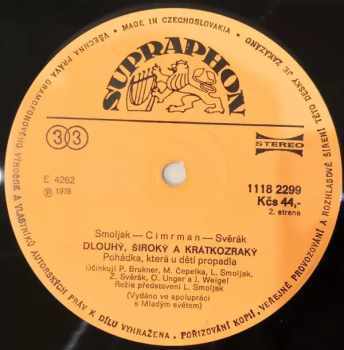 MADE IN CZECHOSLOVAKIA • VŠECHNA PRÁVA GRAMOFONOVÉHO VÝROBCE A VLASTNÍKŮ AUTORSKÝCH PRÁV K DÍLU VYHRAŽENA. POŘIZOVÁNÍ KOPIÍ, VEŘEJNÉ PROVOZOVÁNÍ A ROZHLASOVÉ ŠÍŘENÍ TÉTO DESKY JE ZAKÁZÁNO
SUPRAPHON
33
STEREO
E 4262
Ⓟ 1978
1118 2299
Kčs 44,-
2. strana
Smoljak — Cimrman — Svěrák
DLOUHÝ, ŠIROKÝ A KRÁTKOZRAKÝ
Pohádka, která u dětí propadla
Účinkují P. Brukner, M. Čepelka, L. Smoljak,
Z. Svěrák, O. Unger a J. Weigel
Režie představení L. Smoljak
(Vydáno ve spolupráci
s Mladým světem)